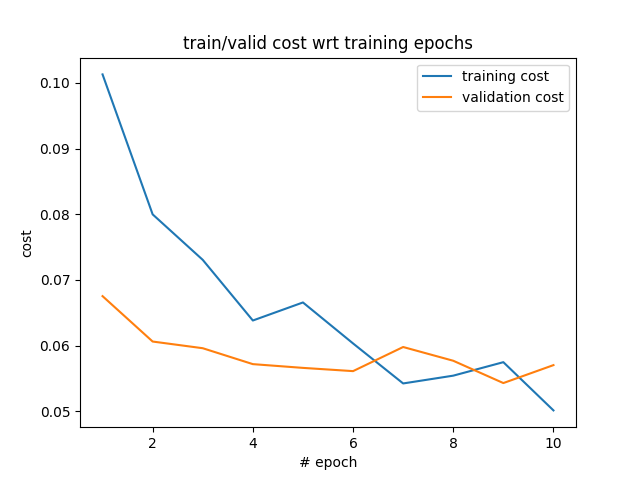 train/valid cost wrt training epochs
training cost
validation cost
0.10
0.09
0.08
0.07
0.06
0.05
cost
2 4 6 8 10
# epoch